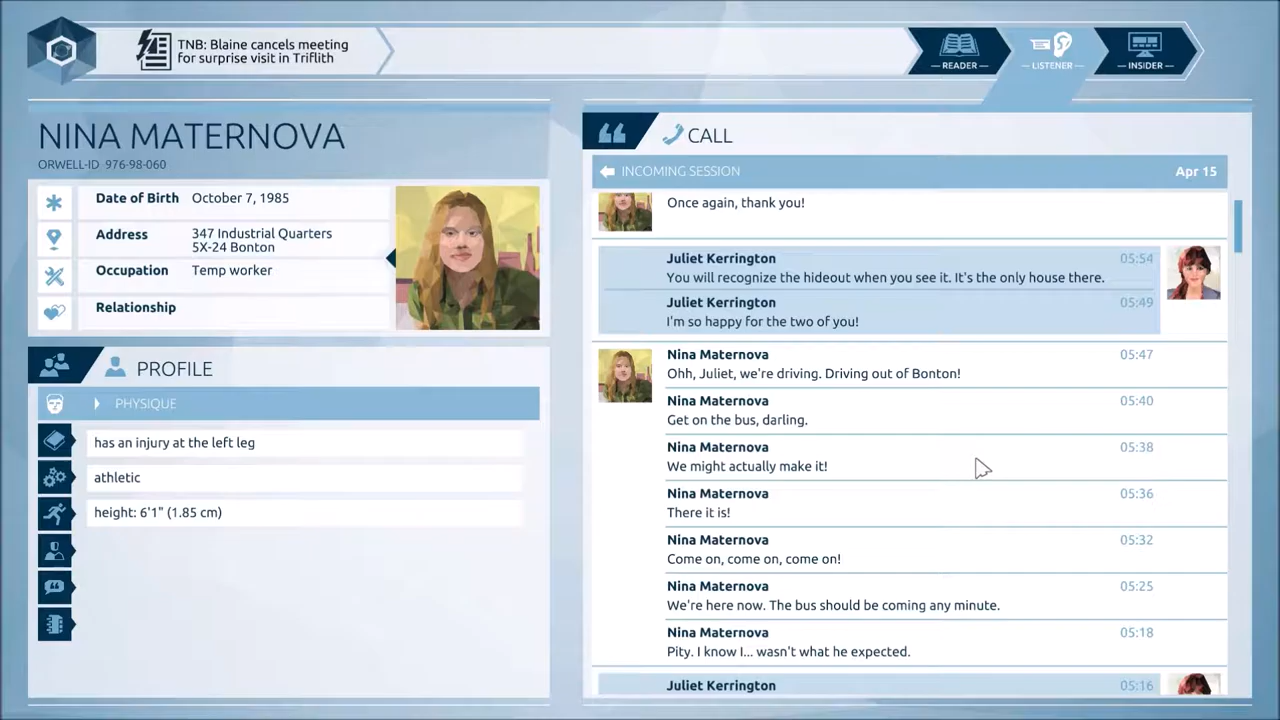 TNB: Blaine cancels meeting
for surprise visit in Triflith
— READER —
— LISTENER —
— INSIDER —
NINA MATERNOVA
ORWELL-ID 976-98-060
Date of Birth October 7, 1985
Address 347 Industrial Quarters
5X-24 Bonton
Occupation Temp worker
Relationship
PROFILE
PHYSIQUE
has an injury at the left leg
athletic
height: 6'1" (1.85 cm)
CALL
INCOMING SESSION Apr 15
Once again, thank you!
Juliet Kerrington 05:54
You will recognize the hideout when you see it. It's the only house there.
Juliet Kerrington 05:49
I'm so happy for the two of you!
Nina Maternova 05:47
Ohh, Juliet, we're driving. Driving out of Bonton!
Nina Maternova 05:40
Get on the bus, darling.
Nina Maternova 05:38
We might actually make it!
Nina Maternova 05:36
There it is!
Nina Maternova 05:32
Come on, come on, come on!
Nina Maternova 05:25
We're here now. The bus should be coming any minute.
Nina Maternova 05:18
Pity. I know I... wasn't what he expected.
Juliet Kerrington 05:16